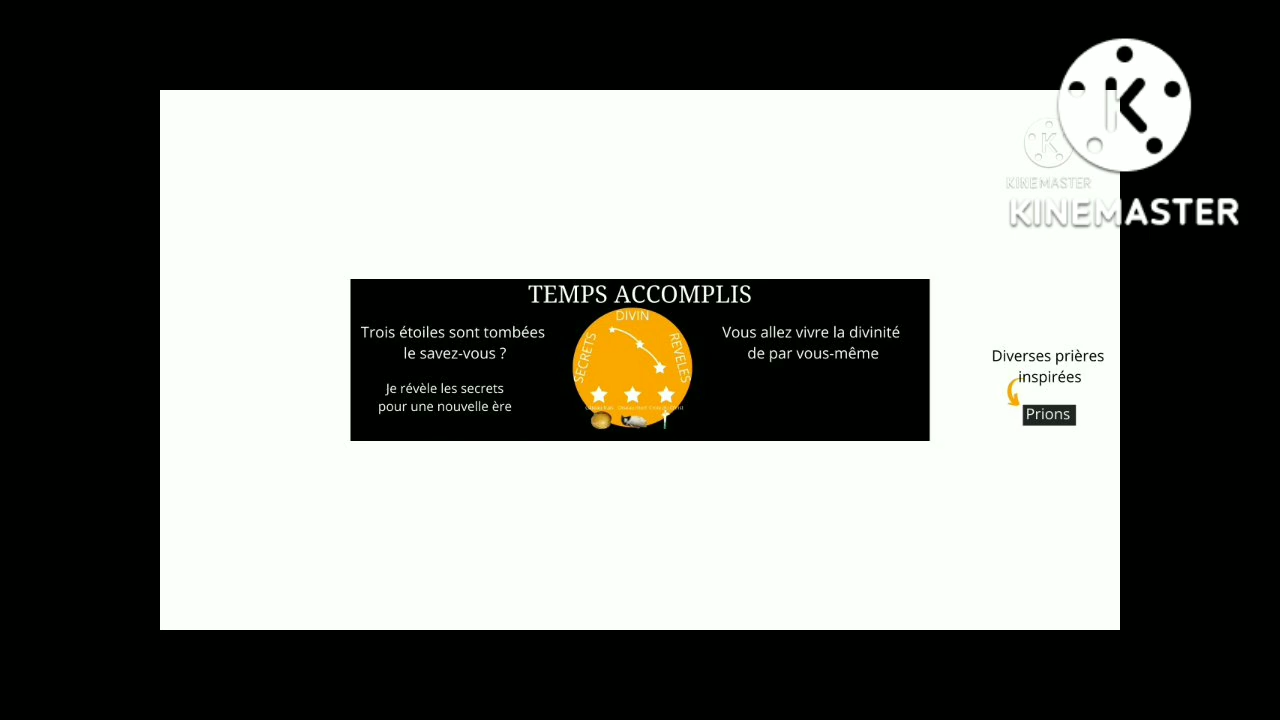 K
KINEMASTER
K
KINEMASTER
TEMPS ACCOMPLIS
Trois étoiles sont tombées
le savez-vous ?
Je révèle les secrets
pour une nouvelle ère
DIVIN
SECRETS
REVELES
Vous allez vivre la divinité
de par vous-même
Diverses prières
inspirées
Prions